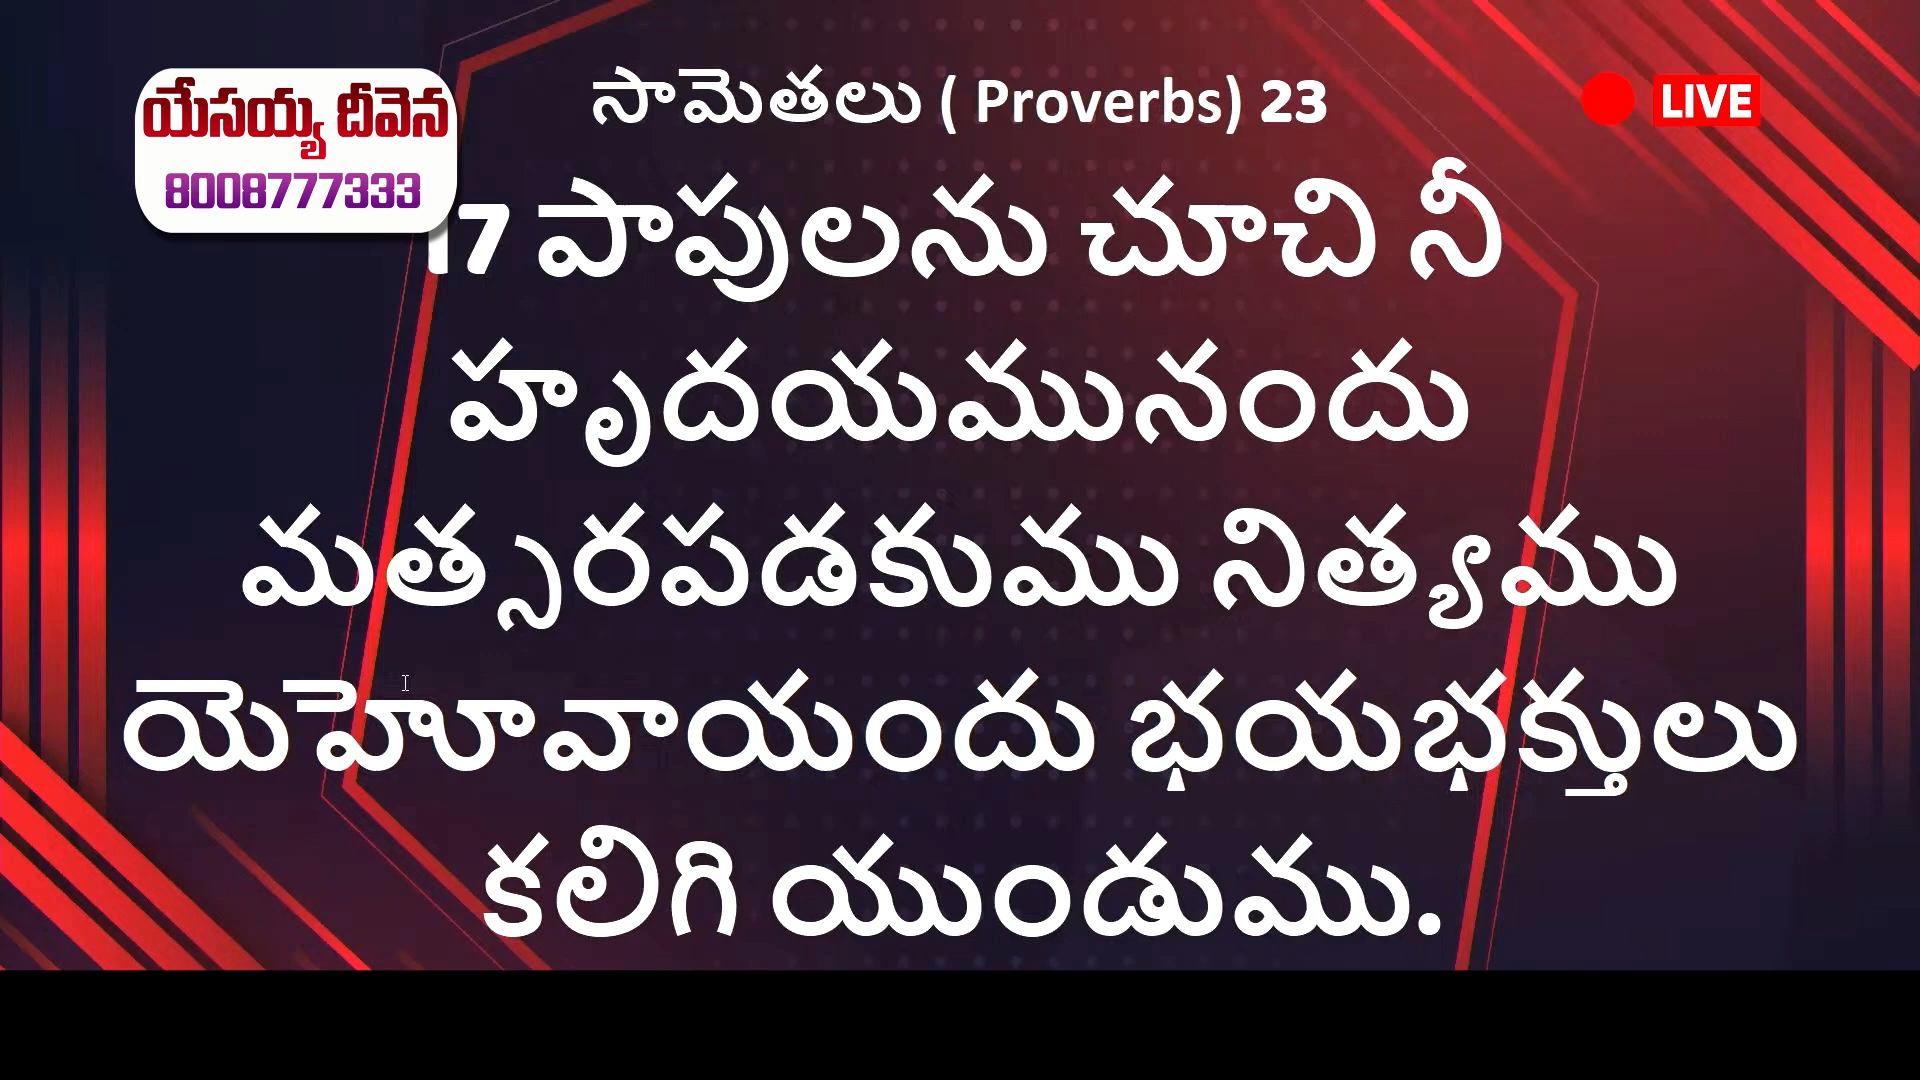 యేసయ్య దీవెన
8008777333
సామెతలు ( Proverbs) 23
LIVE
17 పాపులను చూచి నీ
హృదయమునందు
మత్సరపడకుము నిత్యము
యెహోవాయందు భయభక్తులు
కలిగి యుండుము.